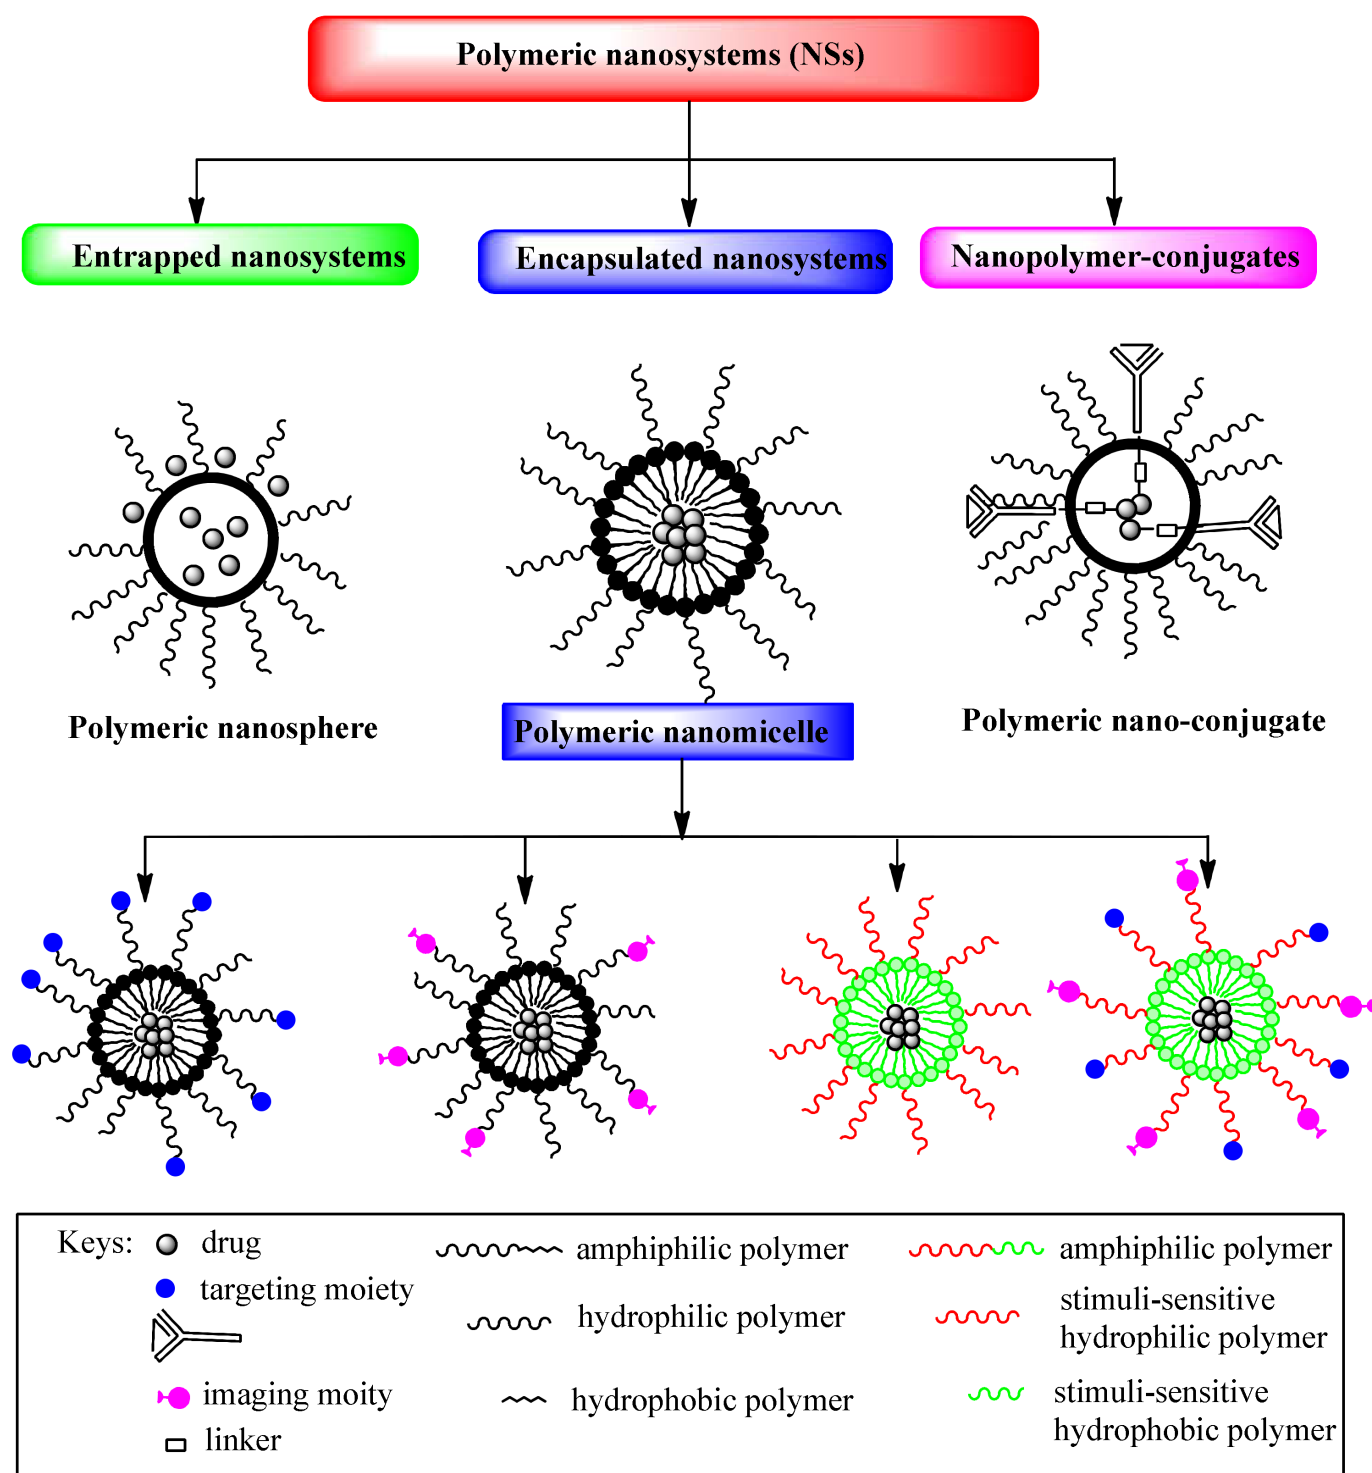 Polymeric nanosystems (NSs)
Entrapped nanosystems
Encapsulated nanosystems
Nanopolymer-conjugates
Polymeric nanosphere
Polymeric nanomicelle
Polymeric nano-conjugate
Keys:
drug
targeting moiety
imaging moity
linker
amphiphilic polymer
hydrophilic polymer
hydrophobic polymer
amphiphilic polymer
stimuli-sensitive
hydrophilic polymer
stimuli-sensitive
hydrophobic polymer